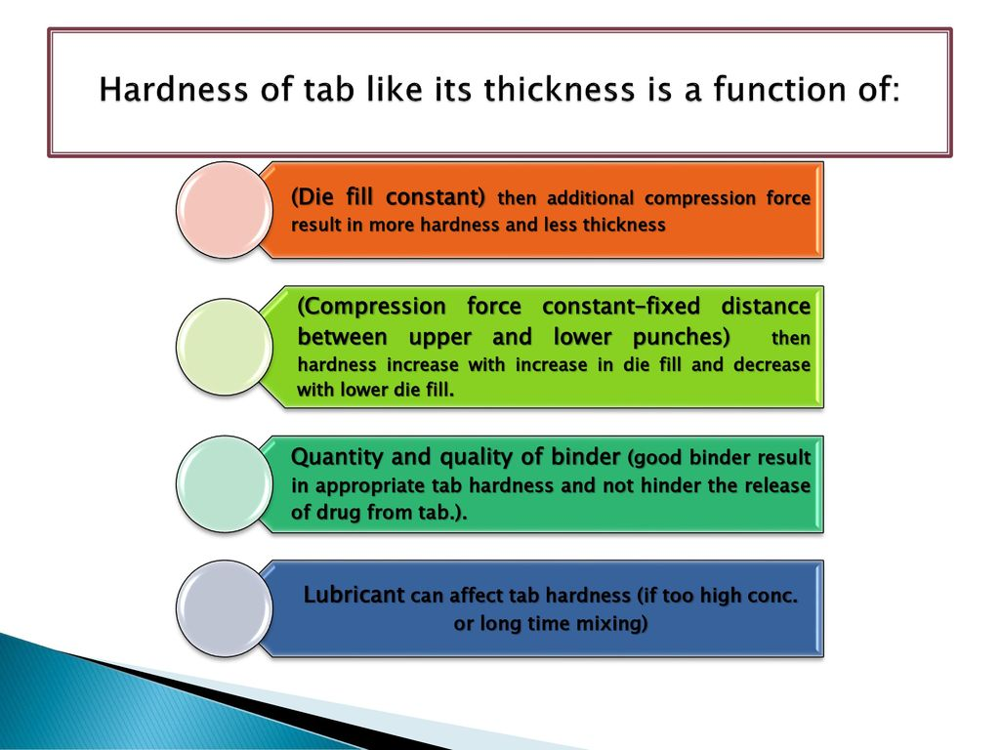 Hardness of tab like its thickness is a function of:
(Die fill constant) then additional compression force
result in more hardness and less thickness
(Compression force constant–fixed distance
between upper and lower punches) then
hardness increase with increase in die fill and decrease
with lower die fill.
Quantity and quality of binder (good binder result
in appropriate tab hardness and not hinder the release
of drug from tab.).
Lubricant can affect tab hardness (if too high conc.
or long time mixing)